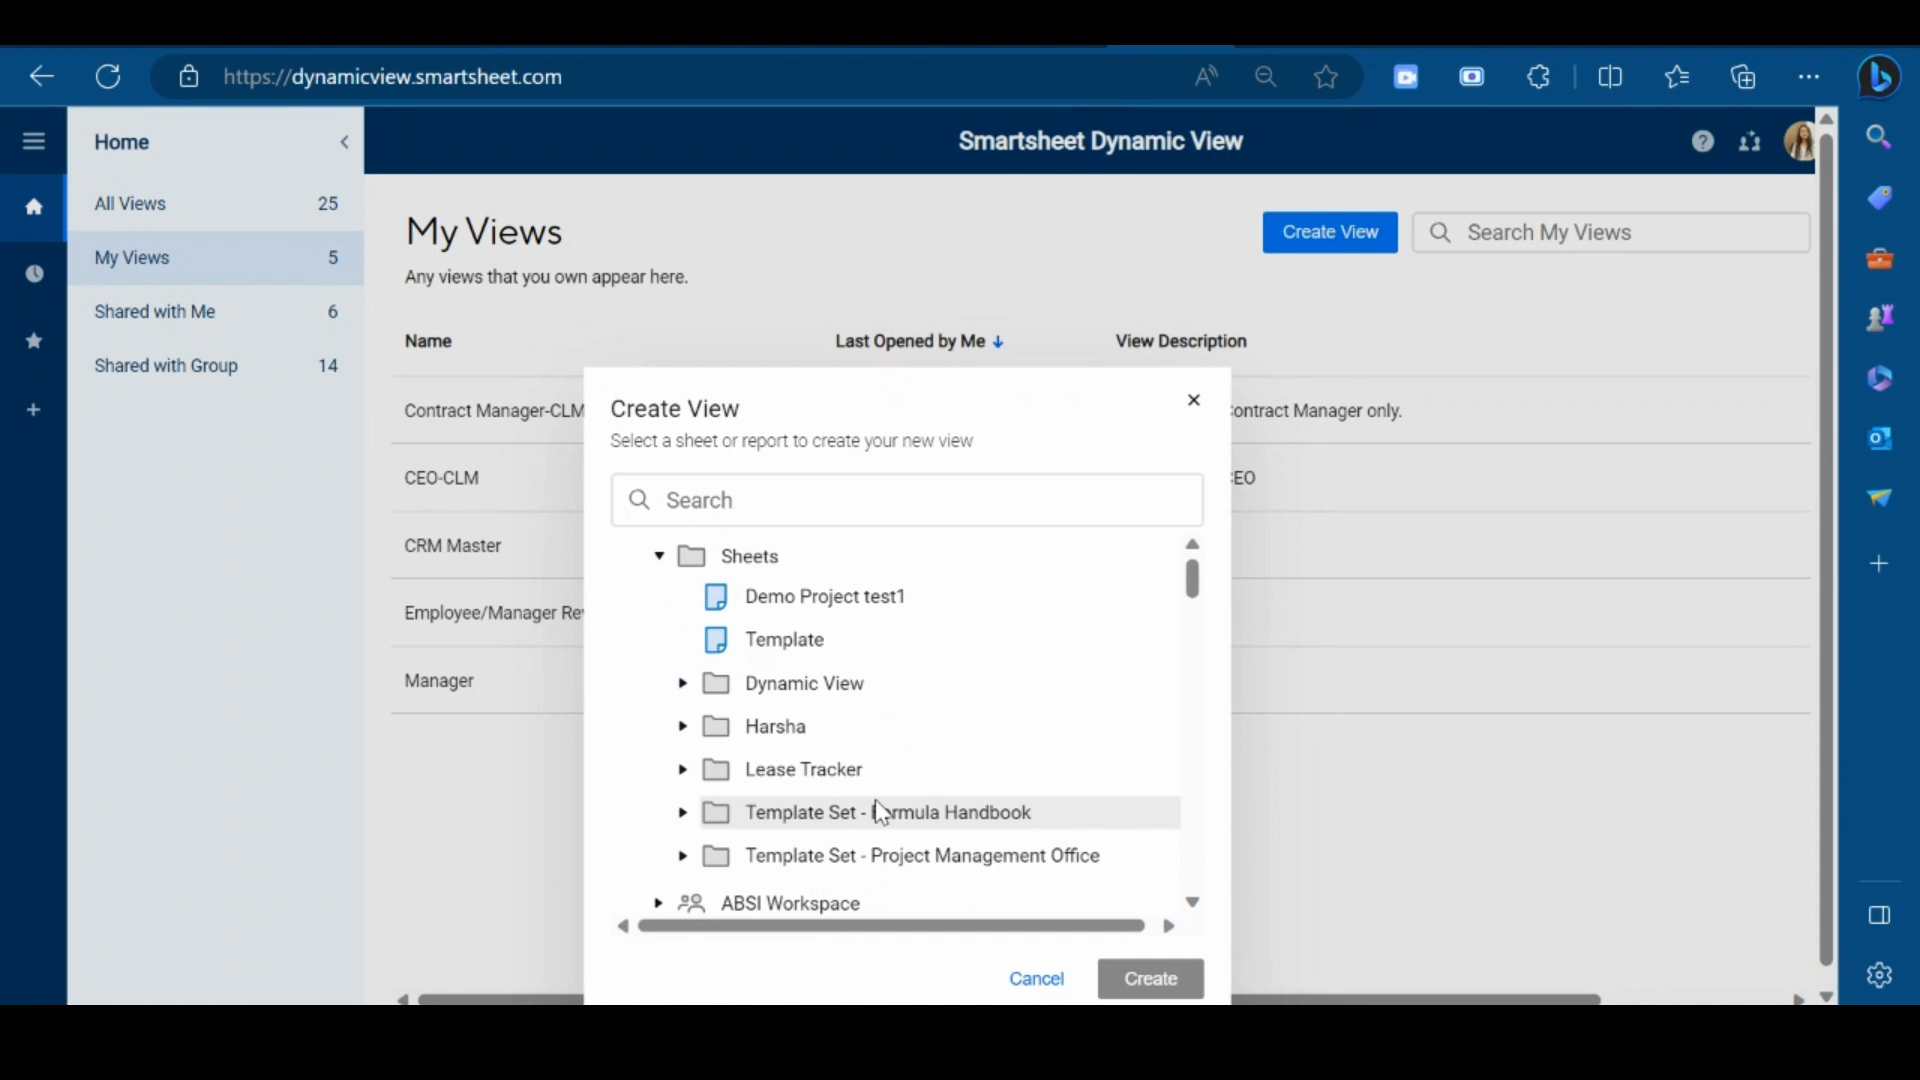 https://dynamicview.smartsheet.com
Home
Smartsheet Dynamic View
All Views 25
My Views 5
Shared with Me 6
Shared with Group 14
My Views
Create View
Search My Views
Any views that you own appear here.
Name Last Opened by Me View Description
Contract Manager-CLM ontract Manager only.
CEO-CLM EO
CRM Master
Employee/Manager Re
Manager
Create View
Select a sheet or report to create your new view
Search
Sheets
Demo Project test1
Template
Dynamic View
Harsha
Lease Tracker
Template Set - Formula Handbook
Template Set - Project Management Office
ABSI Workspace
Cancel Create